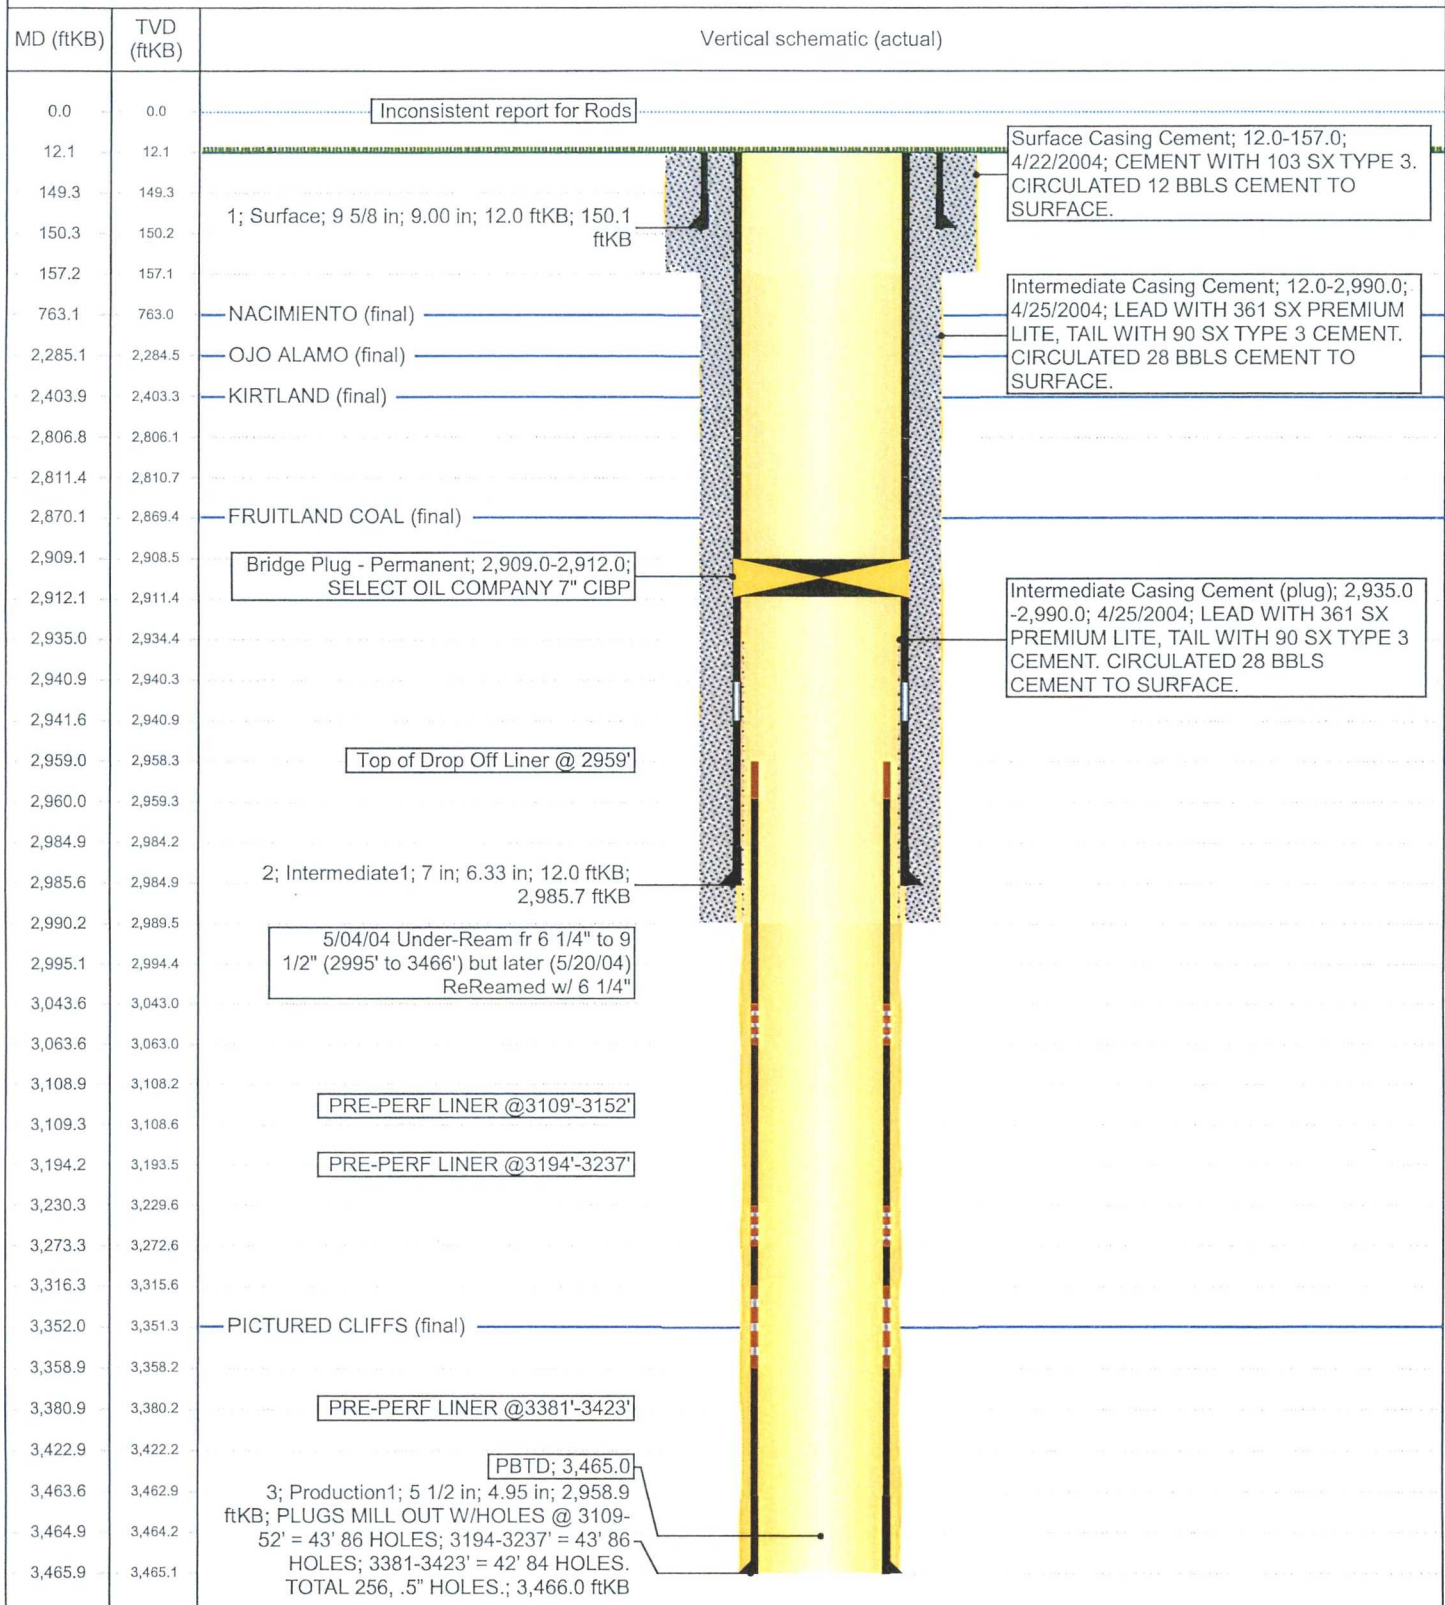 MD (ftKB)
TVD
(ftKB)
Vertical schematic (actual)
0.0 0.0
Inconsistent report for Rods
12.1 12.1
Surface Casing Cement; 12.0-157.0;
4/22/2004; CEMENT WITH 103 SX TYPE 3.
CIRCULATED 12 BBLS CEMENT TO
SURFACE.
149.3 149.3
1; Surface; 9 5/8 in; 9.00 in; 12.0 ftKB; 150.1
ftKB
150.3 150.2
157.2 157.1
Intermediate Casing Cement; 12.0-2,990.0;
4/25/2004; LEAD WITH 361 SX PREMIUM
LITE, TAIL WITH 90 SX TYPE 3 CEMENT.
CIRCULATED 28 BBLS CEMENT TO
SURFACE.
763.1 763.0 NACIMIENTO (final)
2,285.1 2,284.5 OJO ALAMO (final)
2,403.9 2,403.3 KIRTLAND (final)
2,806.8 2,806.1
2,811.4 2,810.7
2,870.1 2,869.4 FRUITLAND COAL (final)
2,909.1 2,908.5
Bridge Plug - Permanent; 2,909.0-2,912.0;
SELECT OIL COMPANY 7" CIBP
2,912.1 2,911.4
Intermediate Casing Cement (plug); 2,935.0
-2,990.0; 4/25/2004; LEAD WITH 361 SX
PREMIUM LITE, TAIL WITH 90 SX TYPE 3
CEMENT. CIRCULATED 28 BBLS
CEMENT TO SURFACE.
2,935.0 2,934.4
2,940.9 2,940.3
2,941.6 2,940.9
2,959.0 2,958.3
Top of Drop Off Liner @ 2959'
2,960.0 2,959.3
2,984.9 2,984.2
2,985.6 2,984.9
2; Intermediate1; 7 in; 6.33 in; 12.0 ftKB;
2,985.7 ftKB
2,990.2 2,989.5
5/04/04 Under-Ream fr 6 1/4" to 9
1/2" (2995' to 3466') but later (5/20/04)
ReReamed w/ 6 1/4"
2,995.1 2,994.4
3,043.6 3,043.0
3,063.6 3,063.0
3,108.9 3,108.2
PRE-PERF LINER @3109'-3152'
3,109.3 3,108.6
3,194.2 3,193.5
PRE-PERF LINER @3194'-3237'
3,230.3 3,229.6
3,273.3 3,272.6
3,316.3 3,315.6
3,352.0 3,351.3 PICTURED CLIFFS (final)
3,358.9 3,358.2
3,380.9 3,380.2
PRE-PERF LINER @3381'-3423'
3,422.9 3,422.2
PBTD; 3,465.0
3,463.6 3,462.9
3; Production1; 5 1/2 in; 4.95 in; 2,958.9
ftKB; PLUGS MILL OUT W/HOLES @ 3109-
52' = 43' 86 HOLES; 3194-3237' = 43' 86
HOLES; 3381-3423' = 42' 84 HOLES.
TOTAL 256, .5" HOLES.; 3,466.0 ftKB
3,464.9 3,464.2
3,465.9 3,465.1